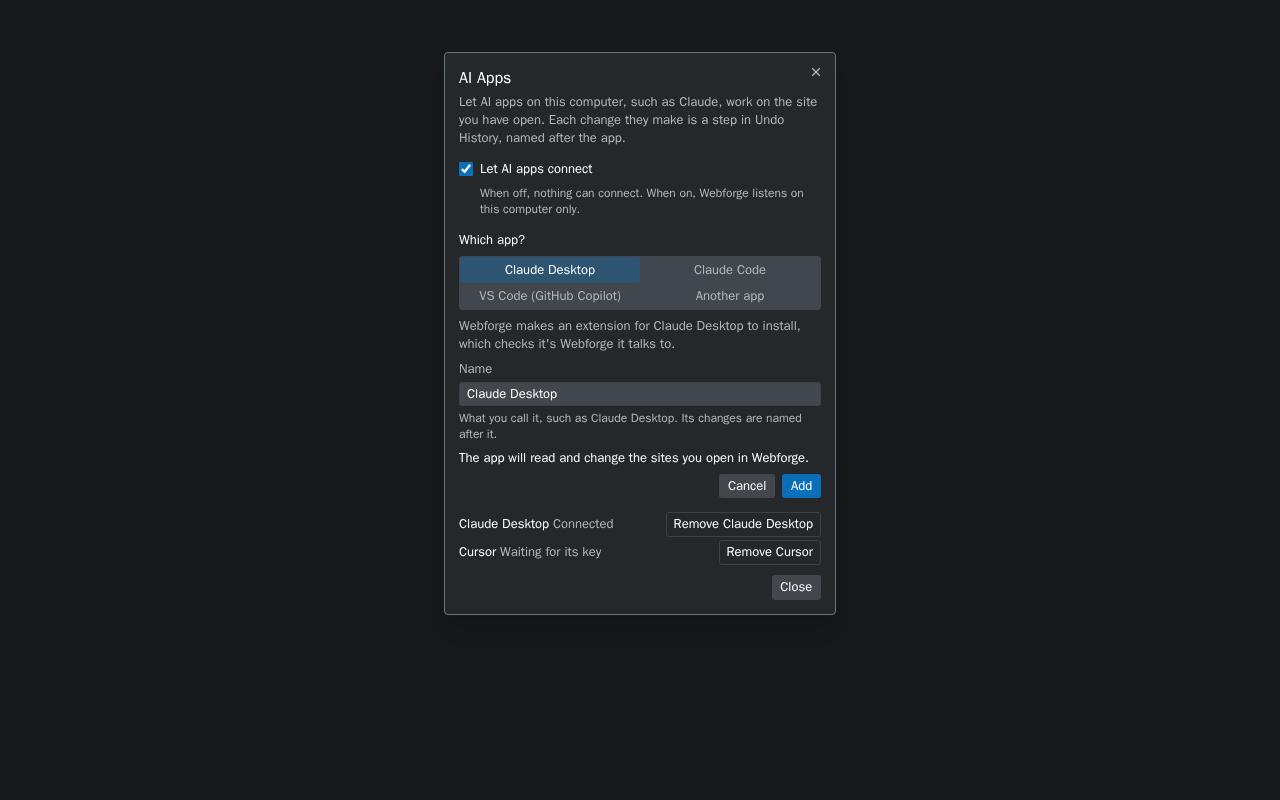 AI Apps
Let AI apps on this computer, such as Claude, work on the site
you have open. Each change they make is a step in Undo
History, named after the app.
Let AI apps connect
When off, nothing can connect. When on, Webforge listens on
this computer only.
Which app?
Claude Desktop
Claude Code
VS Code (GitHub Copilot)
Another app
Webforge makes an extension for Claude Desktop to install,
which checks it's Webforge it talks to.
Name
Claude Desktop
What you call it, such as Claude Desktop. Its changes are named
after it.
The app will read and change the sites you open in Webforge.
Cancel
Add
Claude Desktop Connected
Remove Claude Desktop
Cursor Waiting for its key
Remove Cursor
Close